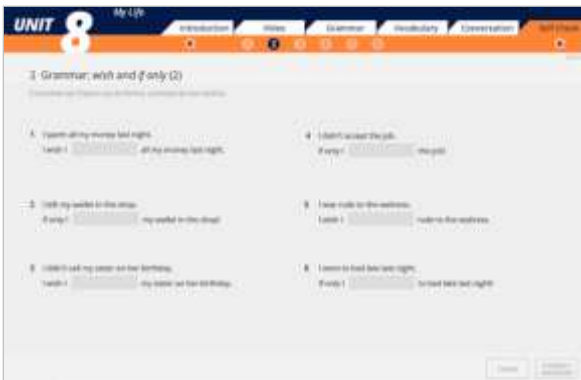 My Life
UNIT 8
Introduction
Video
Grammar
Vocabulary
Conversation
Self Check
2
2 Grammar: wish and if only (2)
1 I spent all my money last night.
I wish I all my money last night.
2 I left my wallet in the shop.
If only I my wallet in the shop!
3 I didn't call my sister on her birthday.
I wish I my sister on her birthday.
4 I didn't accept the job.
If only I the job!
5 I was rude to the waitress.
I wish I rude to the waitress.
6 I went to bed late last night.
If only I to bed late last night!